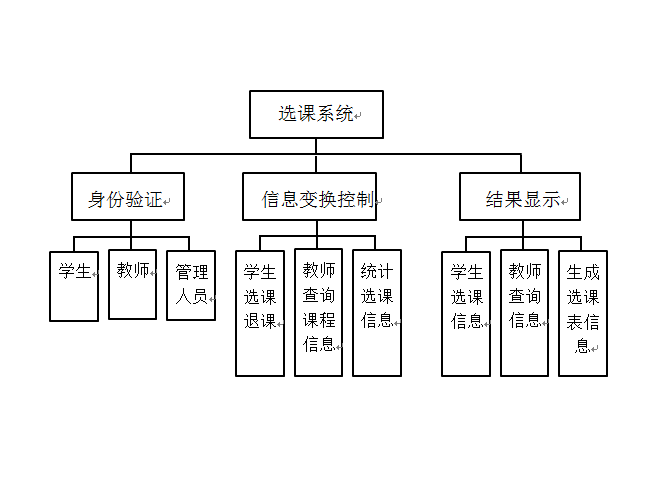 选课系统
身份验证
信息变换控制
结果显示
学生
教师
管理
人员
学生
选课
退课
教师
查询
课程
信息
统计
选课
信息
学生
选课
信息
教师
查询
信息
生成
选课
表信
息